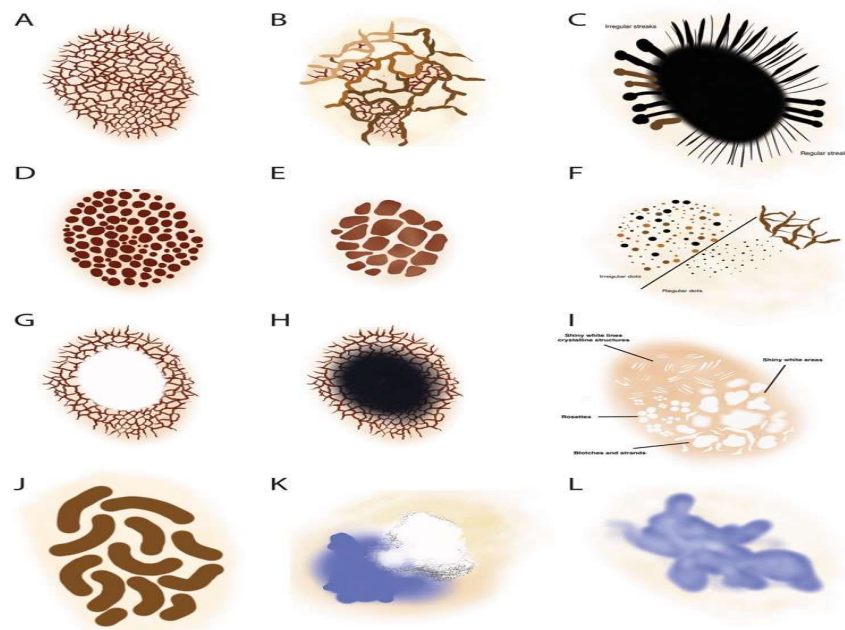 A
B
C
Irregular streaks
Regular streaks
D
E
F
Irregular dots
Regular dots
G
H
I
Shiny white lines
crystalline structures
Shiny white areas
Rosettes
Blotches and strands
J
K
L